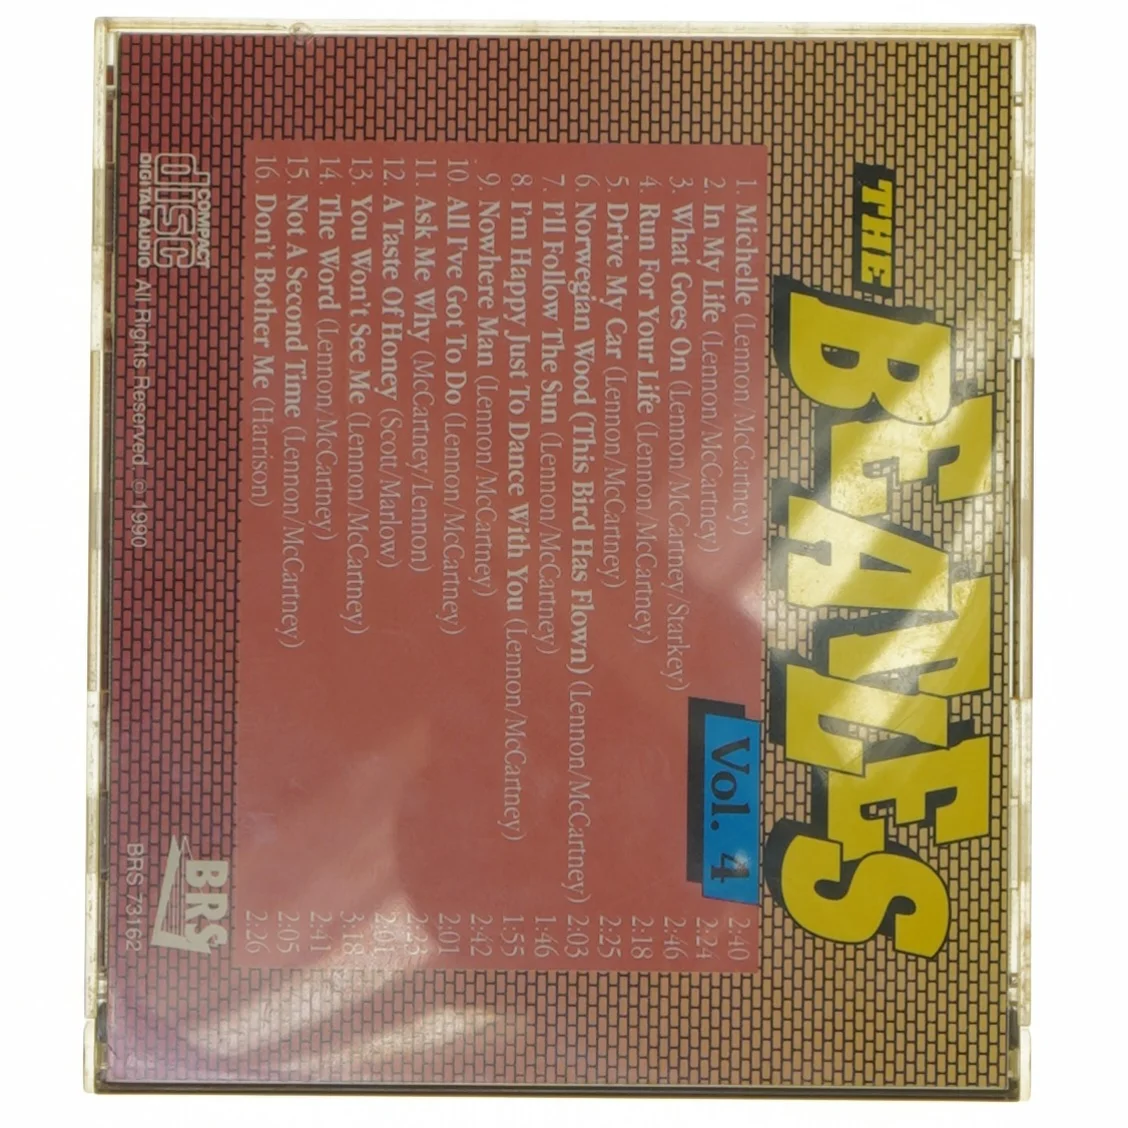 THE BEATLES
Vol. 4
1. Michelle (Lennon/McCartney) 2:40
2. In My Life (Lennon/McCartney) 2:24
3. What Goes On (Lennon/McCartney/Starkey) 2:46
4. Run For Your Life (Lennon/McCartney) 2:18
5. Drive My Car (Lennon/McCartney) 2:25
6. Norwegian Wood (This Bird Has Flown) (Lennon/McCartney) 2:03
7. I'll Follow The Sun (Lennon/McCartney) 1:46
8. I'm Happy Just To Dance With You (Lennon/McCartney) 1:55
9. Nowhere Man (Lennon/McCartney) 2:42
10. All I've Got To Do (Lennon/McCartney) 2:01
11. Ask Me Why (McCartney/Lennon)
12. A Taste Of Honey (Scott/Marlow) 2:01
13. You Won't See Me (Lennon/McCartney) 3:18
14. The Word (Lennon/McCartney) 2:41
15. Not A Second Time (Lennon/McCartney) 2:05
16. Don't Bother Me (Harrison) 2:26
COMPACT
disc
DIGITAL AUDIO
All Rights Reserved. © 1990
BRS
BRS 73162